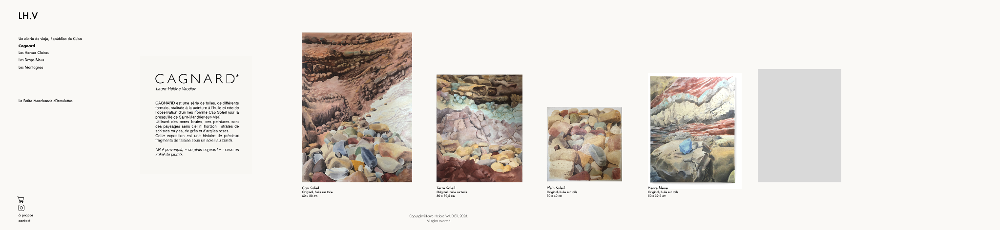 LH.V
Un diario de viaje, República de Cuba
Cagnard
Les Herbes Claires
Les Draps Bleus
Les Montagnes
La Petite Marchande d'Amulettes
à propos
contact
CAGNARD*
Laure-Hélène Vaudier
CAGNARD est une série de toiles, de différents
formats, réalisée à la peinture à l'huile et née de
l'observation d'un lieu nommé Cap Soleil (sur la
presqu'île de Saint-Mandrier-sur-Mer).
Utilisant des ocres brutes, ces peintures sont
des paysages sans ciel ni horizon : strates de
schistes rouges, de grès et d'argiles roses.
Cette exposition est une histoire de précieux
fragments de falaise sous un soleil au zénith.
*Mot provençal, « en plein cagnard » : sous un
soleil de plomb.
Cap Soleil
Original, huile sur toile
60 x 80 cm
Terre Soleil
Original, huile sur toile
50 x 39,5 cm
Plein Soleil
Original, huile sur toile
30 x 40 cm
Pierre bleue
Original, huile sur toile
50 x 39,5 cm
Copyright ©Laure Hélène VAUDIER, 2023.
All rights reserved